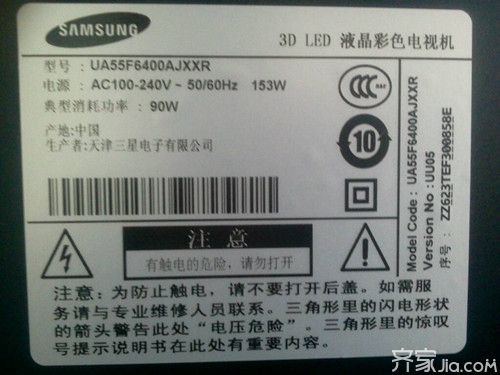 SAMSUNG
3D LED 液晶彩色电视机
型号 : UA55F6400AJXXR
电源 : AC100-240V ~ 50/60Hz 153W
典型消耗功率 : 90W
产地:中国
生产者:天津三星电子有限公司
10
Model Code : UA55F6400AJXXR
Version No : UU05
序号 : ZZ623TEF300858E
注 意
有触电的危险, 请勿打开
注意: 为防止触电, 请不要打开后盖。如需服
务请与专业维修人员联系。三角形里的闪电形状
的箭头警告此处 “电压危险”。三角形里的惊叹
号提示说明书在此处有重要内容。
齐家Jia.com